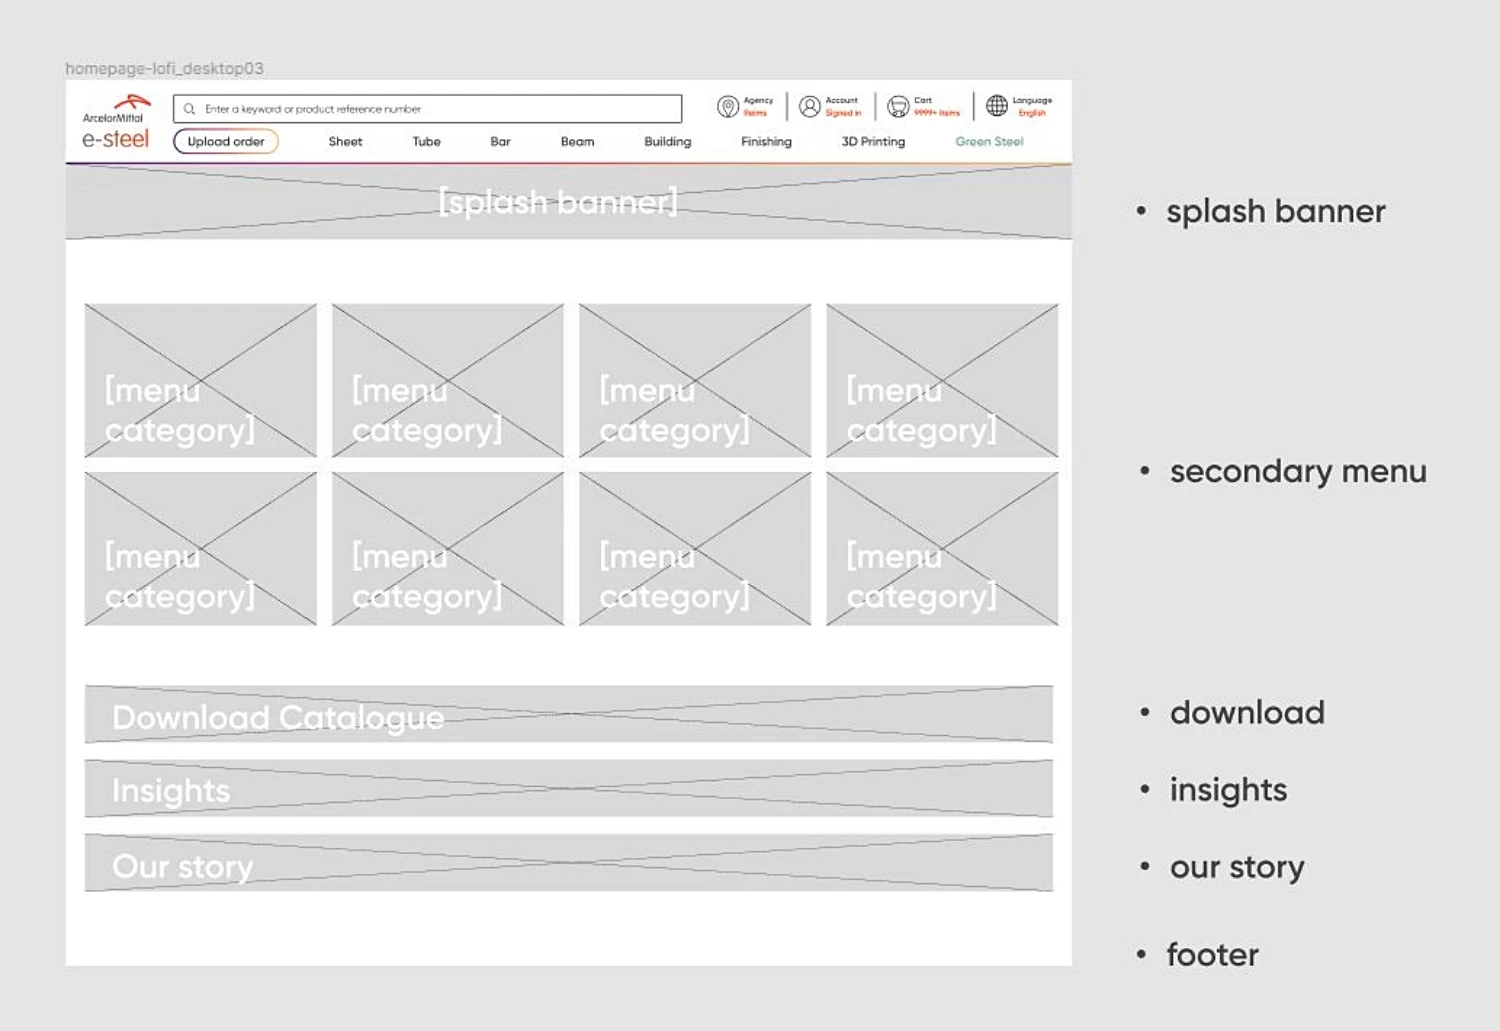 homepage-lofi_desktop03
ArcelorMittal
e-steel
Enter a keyword or product reference number
Agency
Reims
Account
Signed in
Cart
9999+ items
Language
English
Upload order
Sheet
Tube
Bar
Beam
Building
Finishing
3D Printing
Green Steel
[splash banner]
• splash banner
[menu
category]
[menu
category]
[menu
category]
[menu
category]
• secondary menu
[menu
category]
[menu
category]
[menu
category]
[menu
category]
Download Catalogue
• download
Insights
• insights
Our story
• our story
• footer